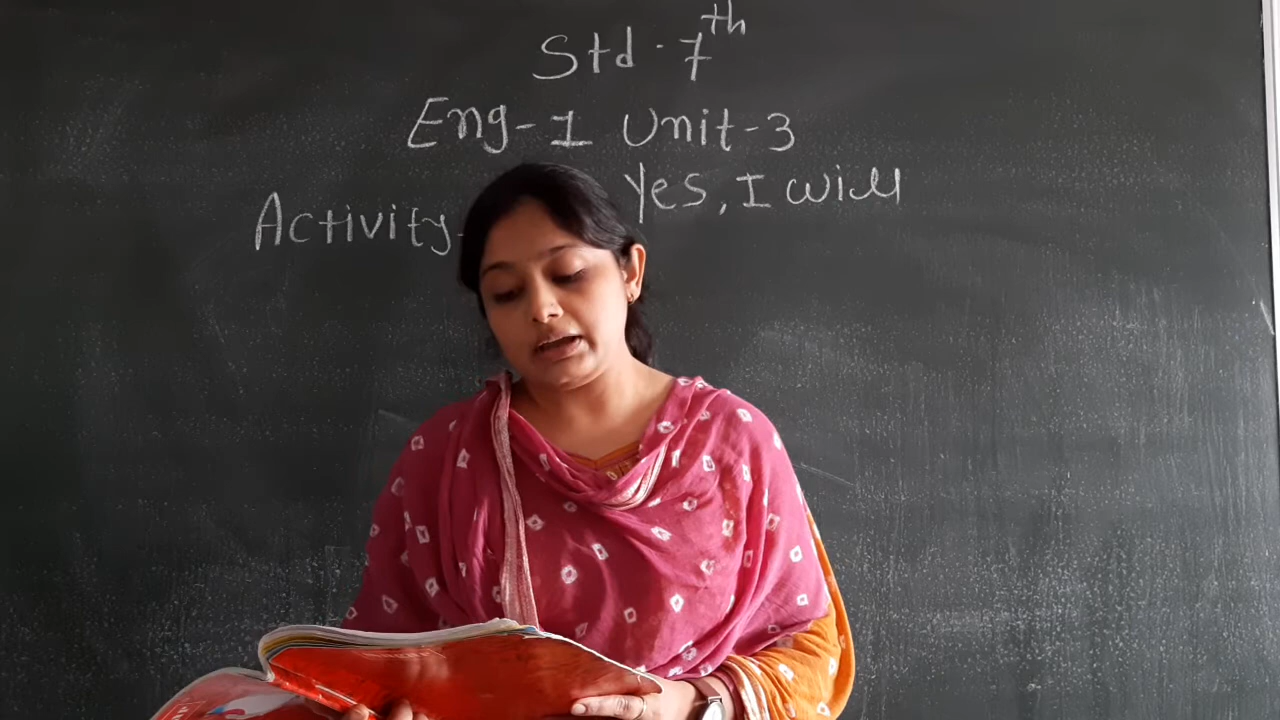 Std - 7th
Eng-1 Unit-3
Yes, I will
Activity-